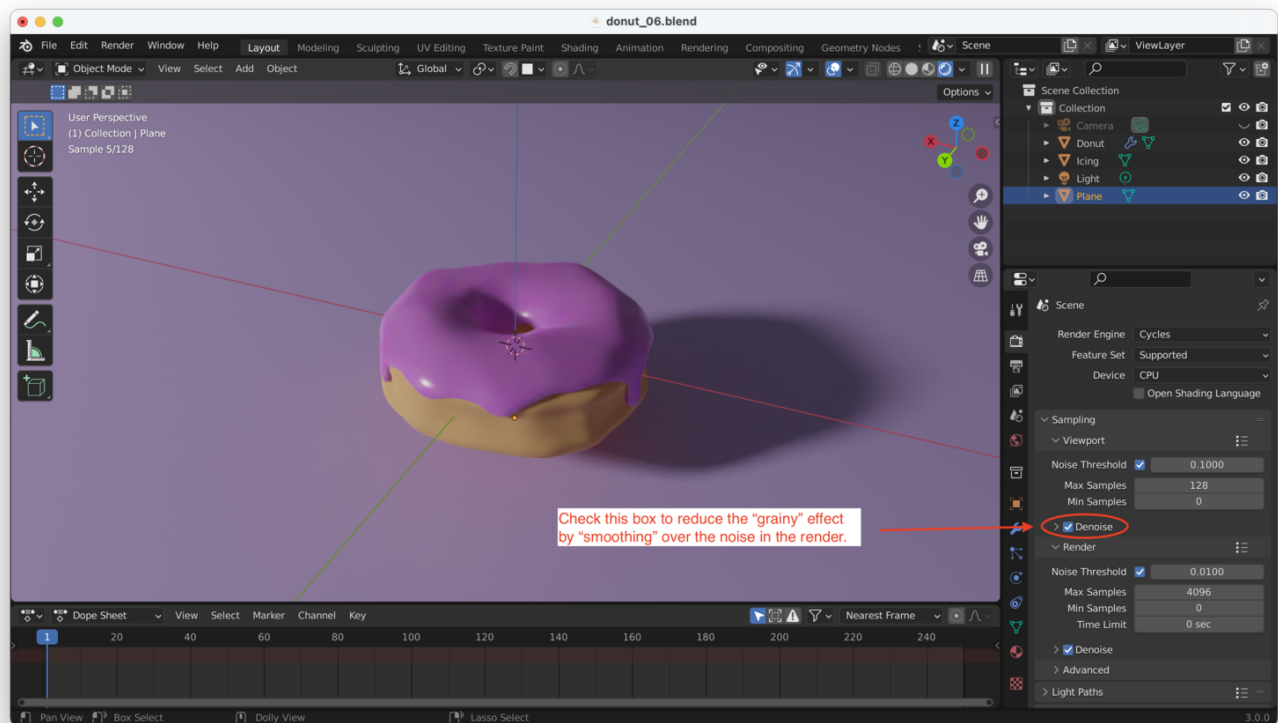 donut_06.blend
File Edit Render Window Help Layout Modeling Sculpting UV Editing Texture Paint Shading Animation Rendering Compositing Geometry Nodes Scene ViewLayer
Object Mode View Select Add Object Global
Options
User Perspective
(1) Collection | Plane
Sample 5/128
Z
X
Y
Scene Collection
Collection
Camera
Donut
Icing
Light
Plane
Scene
Render Engine Cycles
Feature Set Supported
Device CPU
Open Shading Language
Sampling
Viewport
Noise Threshold 0.1000
Max Samples 128
Min Samples 0
Denoise
Check this box to reduce the “grainy” effect
by “smoothing” over the noise in the render.
Render
Noise Threshold 0.0100
Max Samples 4096
Min Samples 0
Time Limit 0 sec
Denoise
Advanced
Light Paths
Dope Sheet View Select Marker Channel Key Nearest Frame
1 20 40 60 80 100 120 140 160 180 200 220 240
Pan View Box Select Dolly View Lasso Select 3.0.0